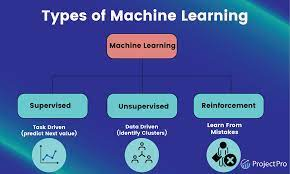 Types of Machine Learning
Machine Learning
Supervised
Unsupervised
Reinforcement
Task Driven
(predict Next value)
Data Driven
(Identify Clusters)
Learn From
Mistakes
ProjectPro